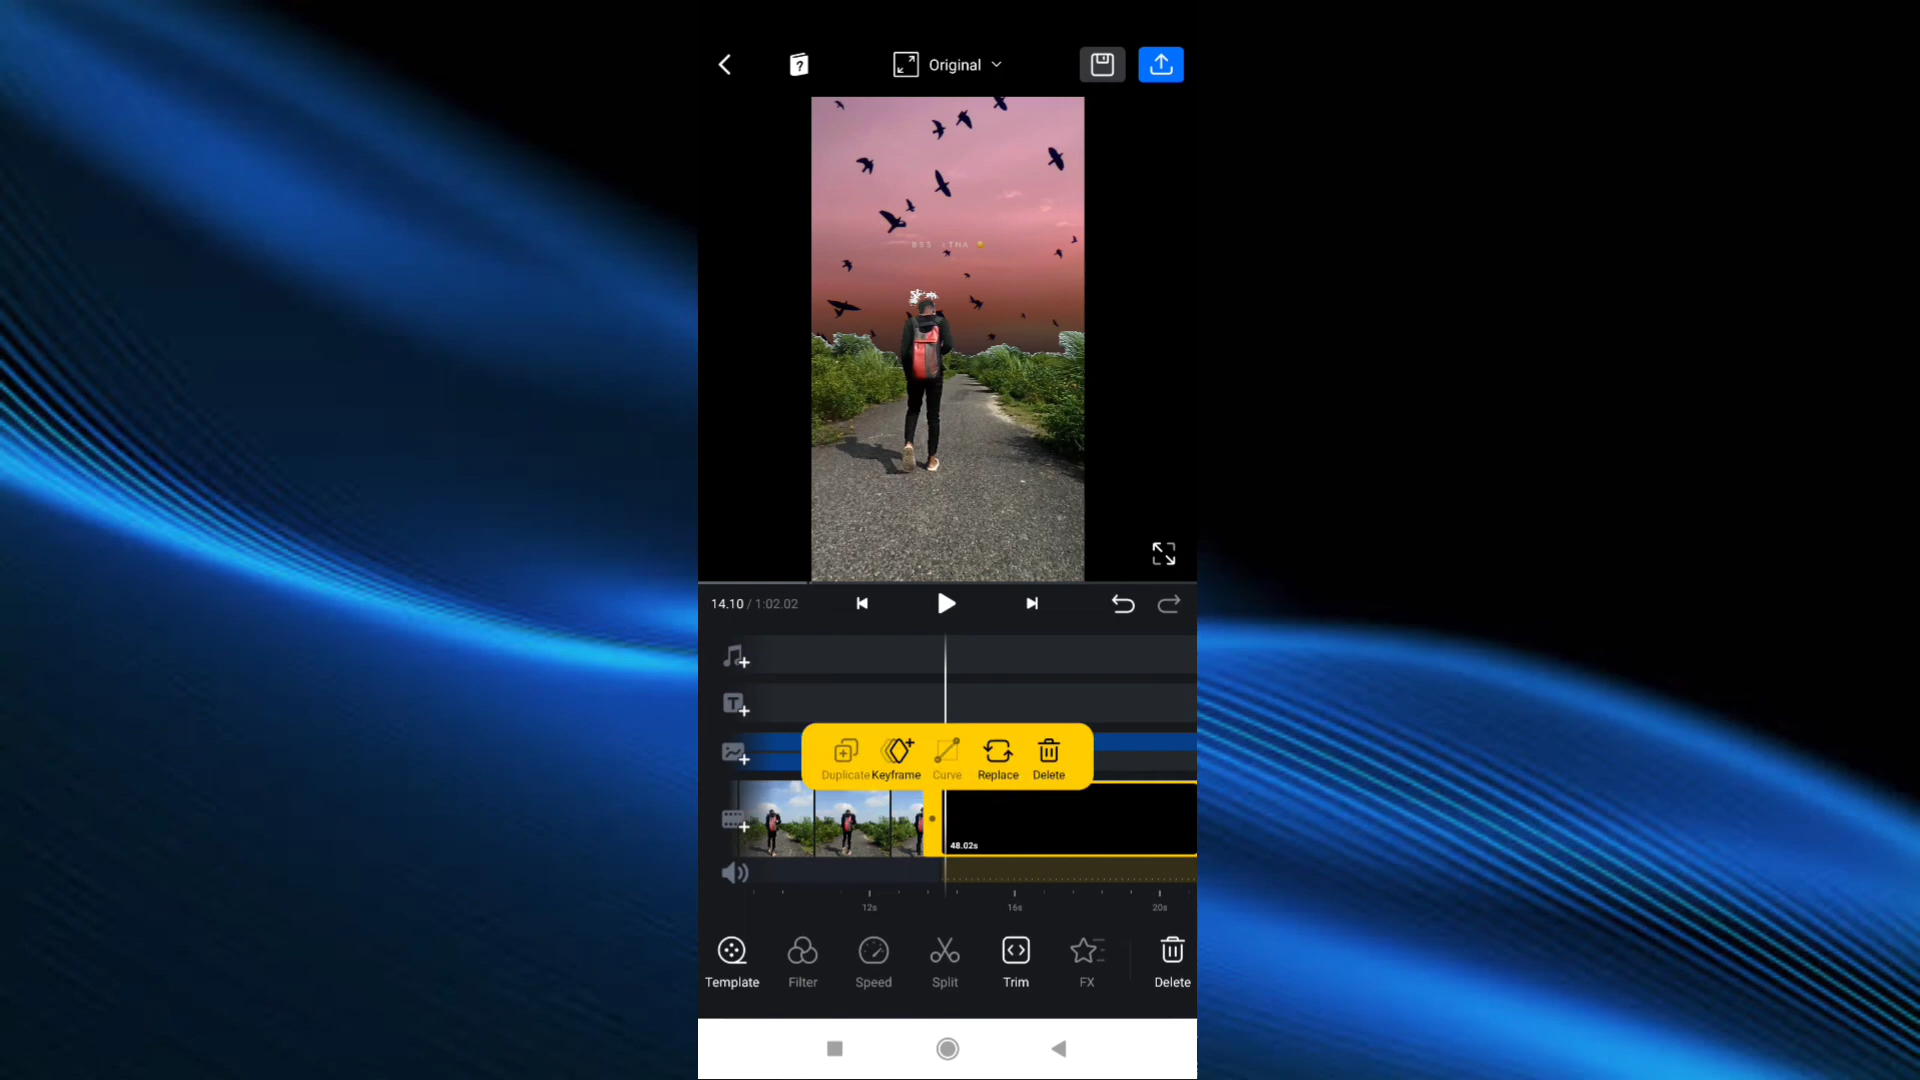 Original
14.10 / 1:02.02
T
Duplicate Keyframe Curve Replace Delete
48.02s
12s 16s 20s
Template Filter Speed Split Trim FX Delete